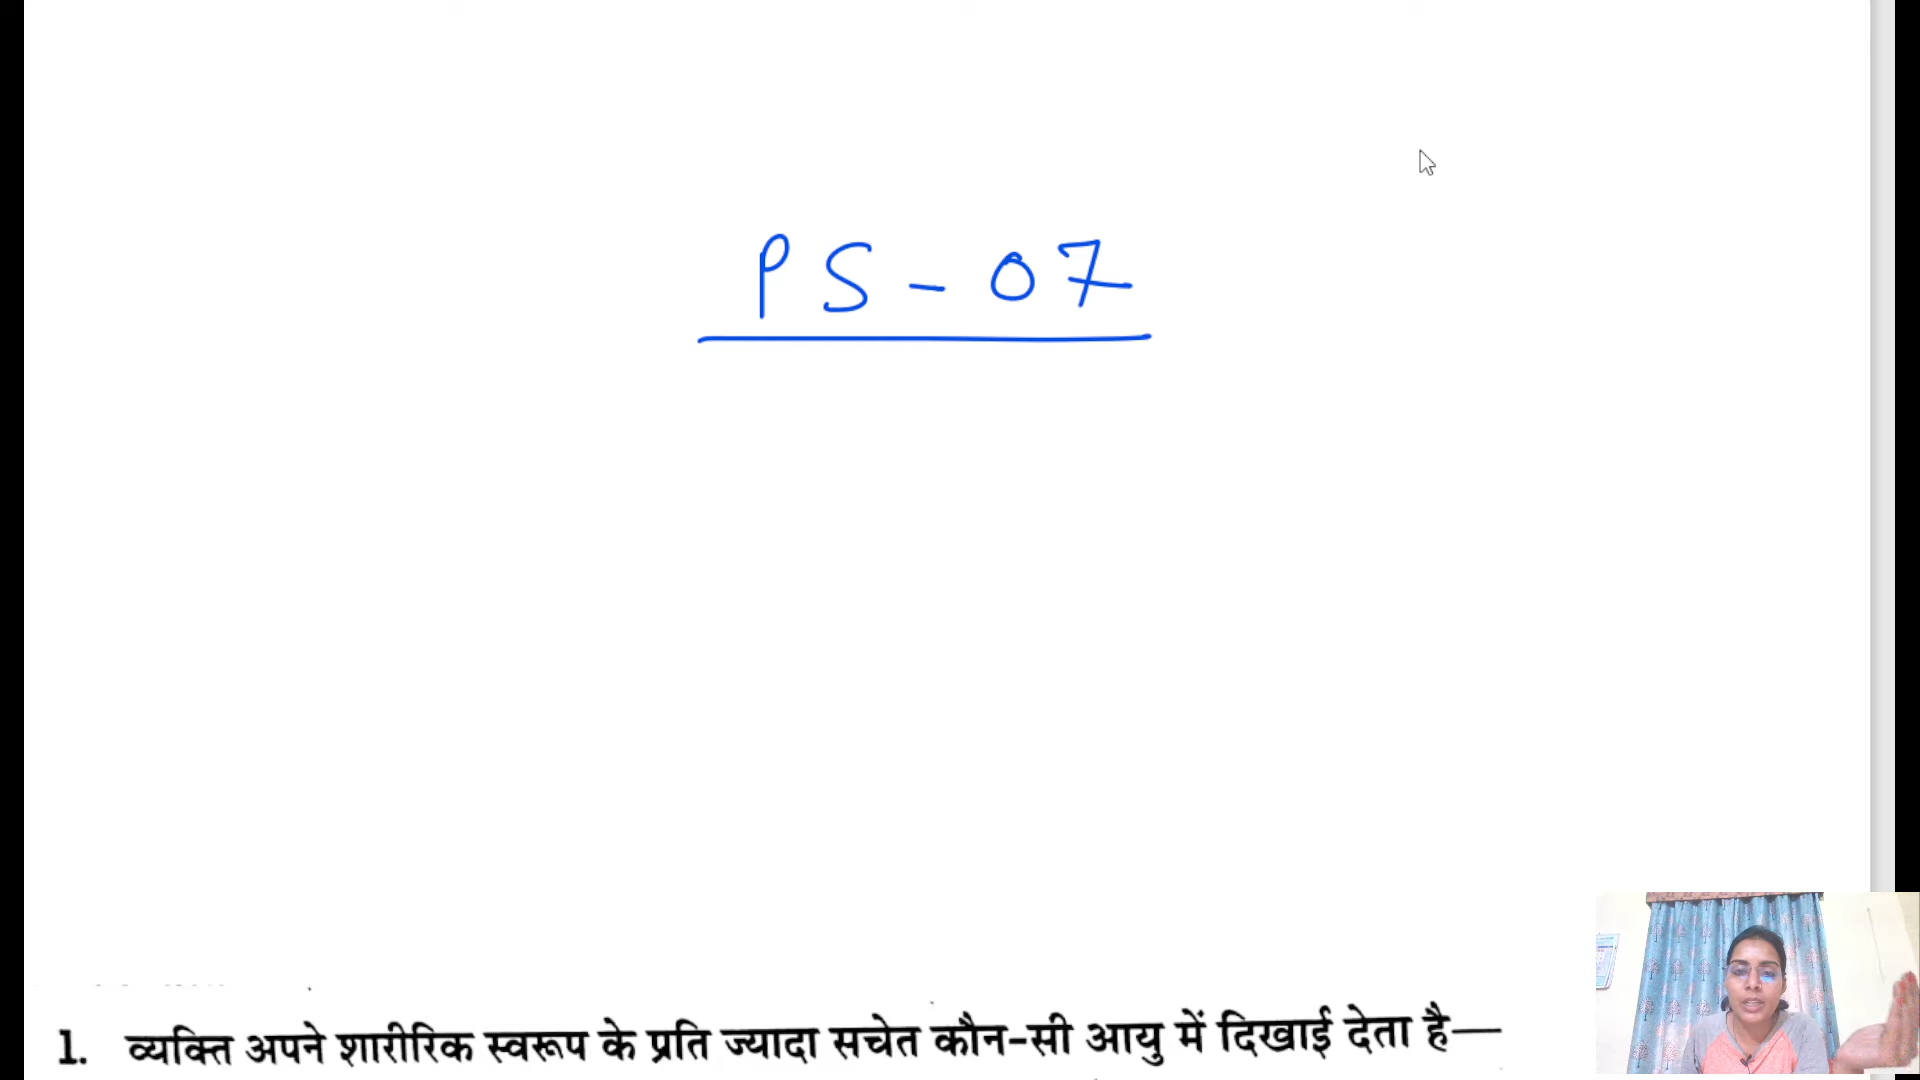 PS-07
1. व्यक्ति अपने शारीरिक स्वरूप के प्रति ज्यादा सचेत कौन-सी आयु में दिखाई देता है—